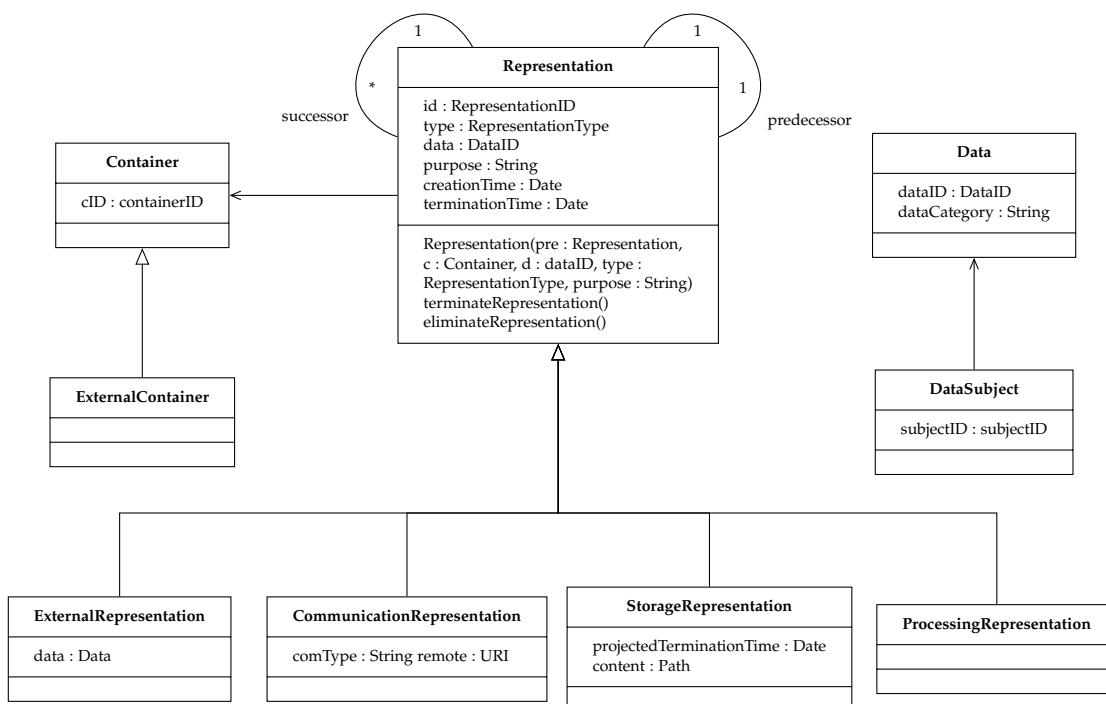 1
1
Representation
*
1
id : RepresentationID
successor
type : RepresentationType
predecessor
data : DataID
purpose : String
creationTime : Date
terminationTime : Date
Representation(pre : Representation,
c : Container, d : dataID, type :
RepresentationType, purpose : String)
terminateRepresentation()
eliminateRepresentation()
Container
cID : containerID
Data
dataID : DataID
dataCategory : String
ExternalContainer
DataSubject
subjectID : subjectID
ExternalRepresentation
data : Data
CommunicationRepresentation
comType : String remote : URI
StorageRepresentation
projectedTerminationTime : Date
content : Path
ProcessingRepresentation